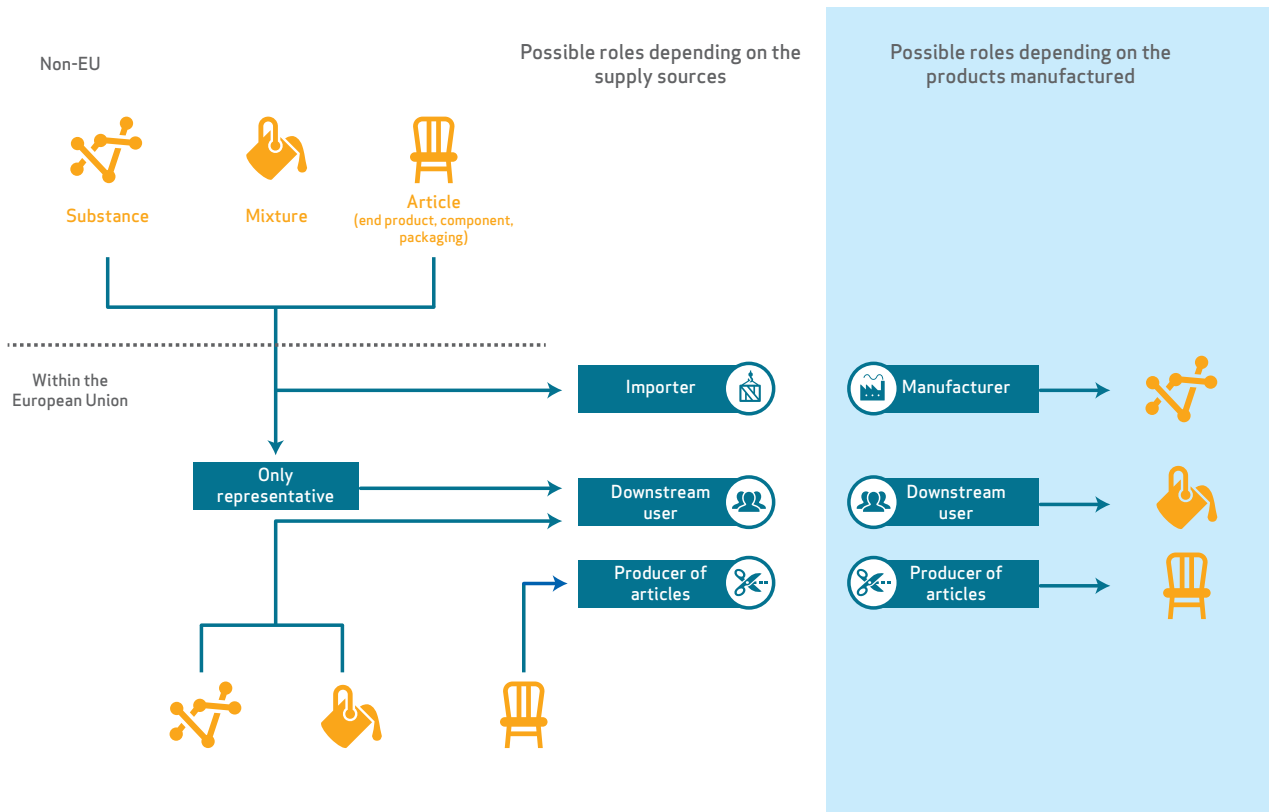 Non-EU
Possible roles depending on the
supply sources
Possible roles depending on the
products manufactured
Substance
Mixture
Article
(end product, component,
packaging)
Within the
European Union
Importer
Manufacturer
Only
representative
Downstream
user
Downstream
user
Producer of
articles
Producer of
articles